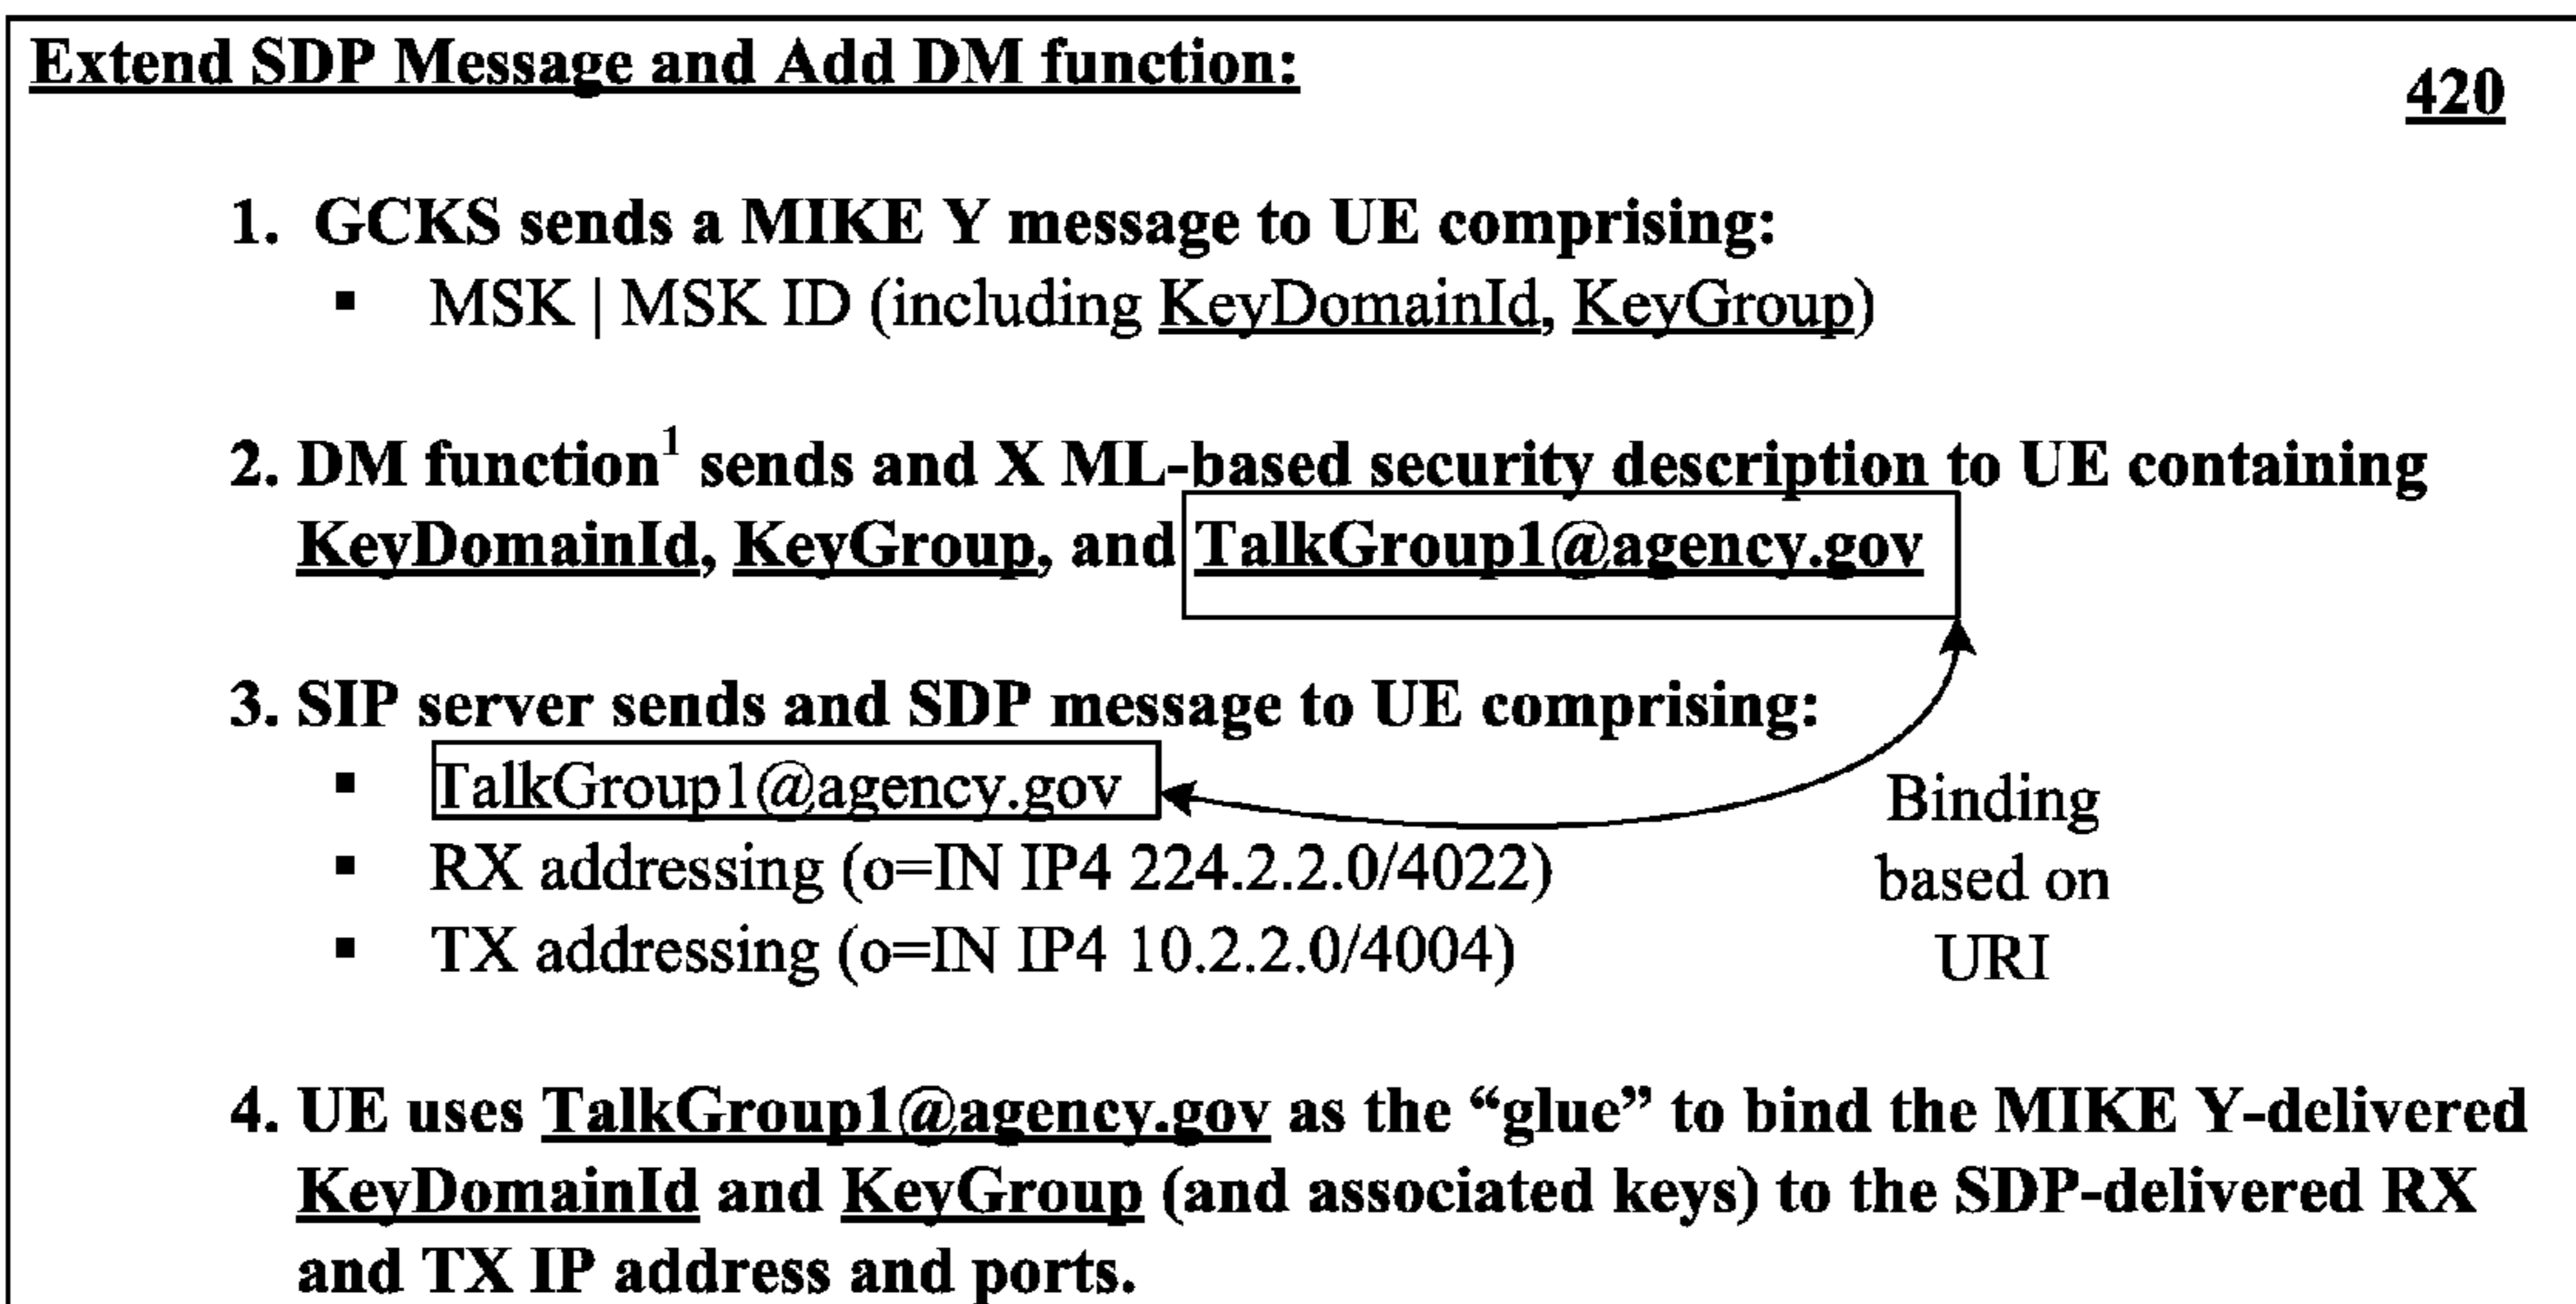 Extend SDP Message and Add DM function:
420
1. GCKS sends a MIKE Y message to UE comprising:
▪ MSK | MSK ID (including KeyDomainId, KeyGroup)
2. DM function¹ sends and X ML-based security description to UE containing
KeyDomainId, KeyGroup, and TalkGroup1@agency.gov
3. SIP server sends and SDP message to UE comprising:
▪ TalkGroup1@agency.gov
▪ RX addressing (o=IN IP4 224.2.2.0/4022)
▪ TX addressing (o=IN IP4 10.2.2.0/4004)
Binding
based on
URI
4. UE uses TalkGroup1@agency.gov as the “glue” to bind the MIKE Y-delivered
KeyDomainId and KeyGroup (and associated keys) to the SDP-delivered RX
and TX IP address and ports.